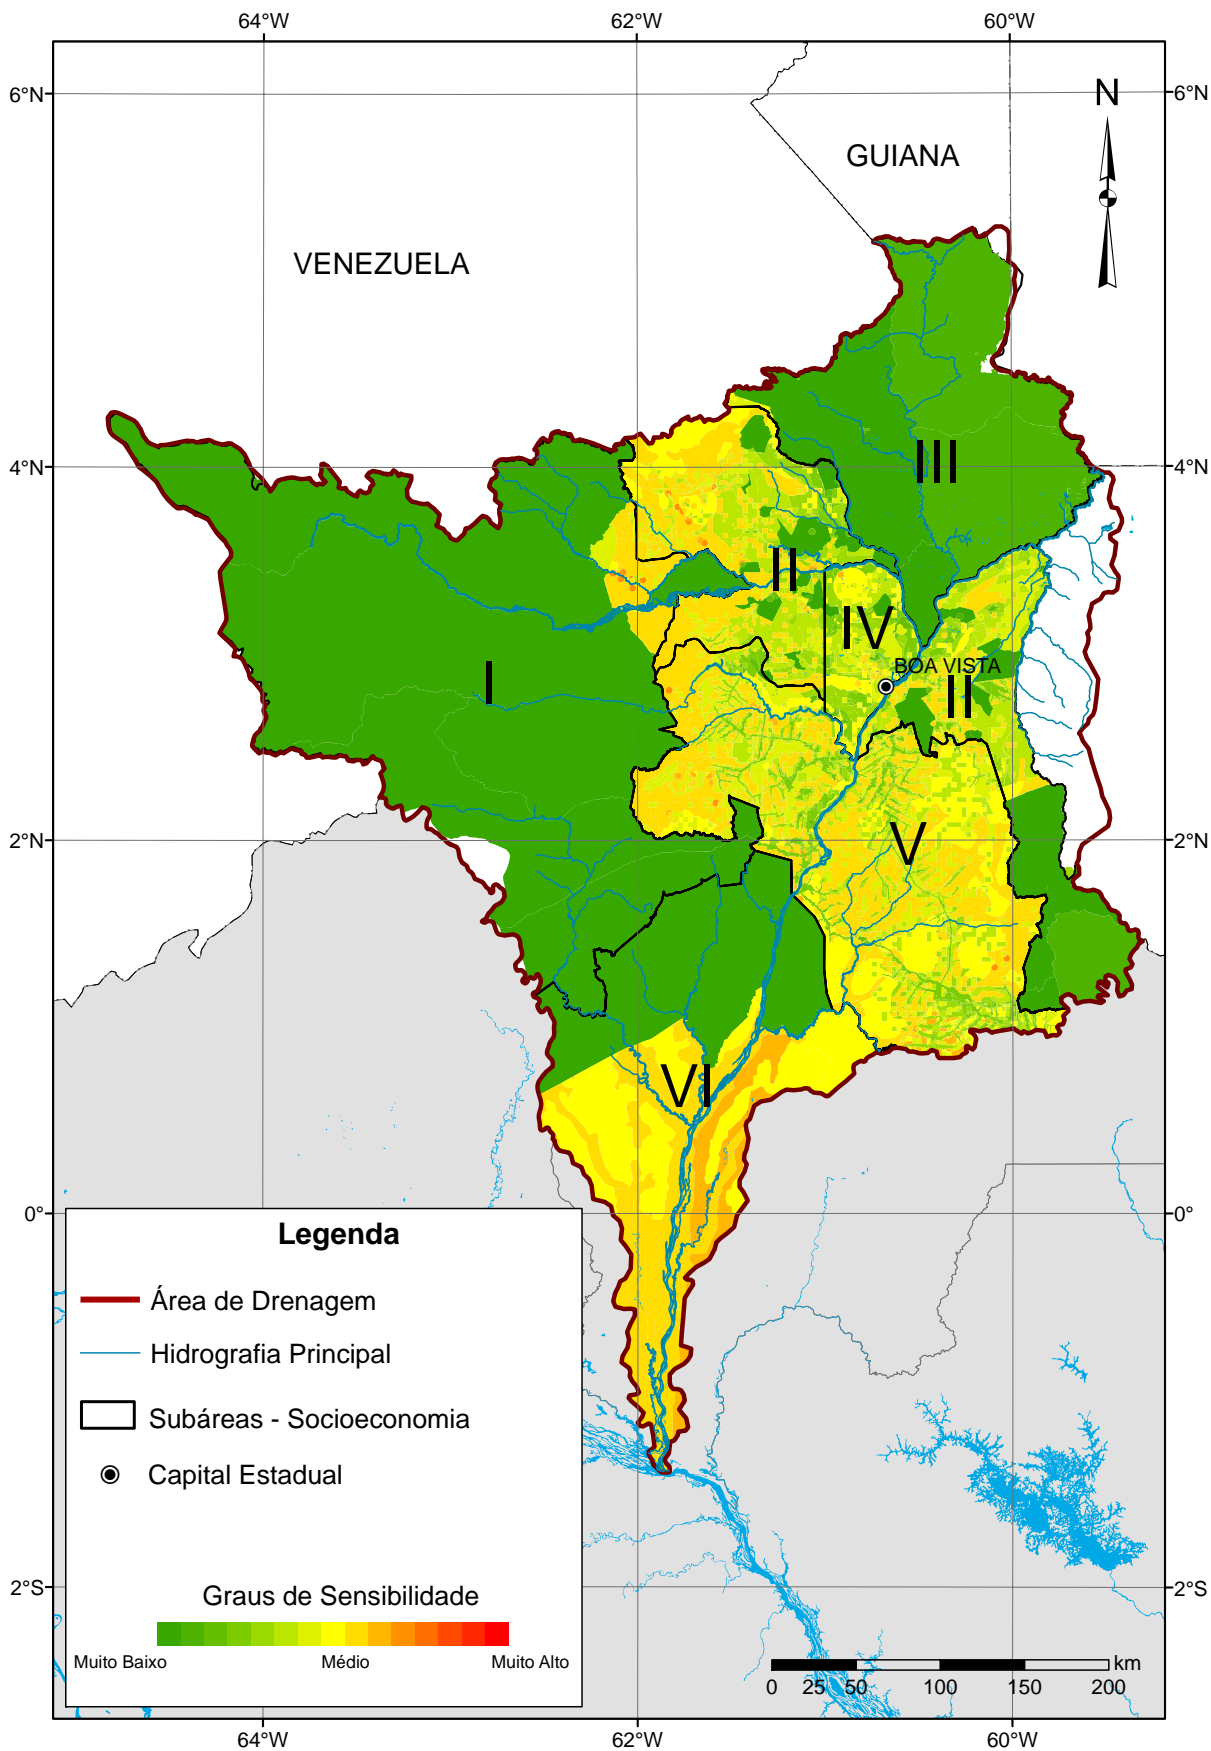 64°W
62°W
60°W
6°N
6°N
N
GUIANA
VENEZUELA
4°N
4°N
III
II
IV
BOA VISTA
I
II
2°N
2°N
V
VI
0°
0°
Legenda
Área de Drenagem
Hidrografia Principal
Subáreas - Socioeconomia
Capital Estadual
Graus de Sensibilidade
Muito Baixo
Médio
Muito Alto
2°S
2°S
km
0
25
50
100
150
200
64°W
62°W
60°W